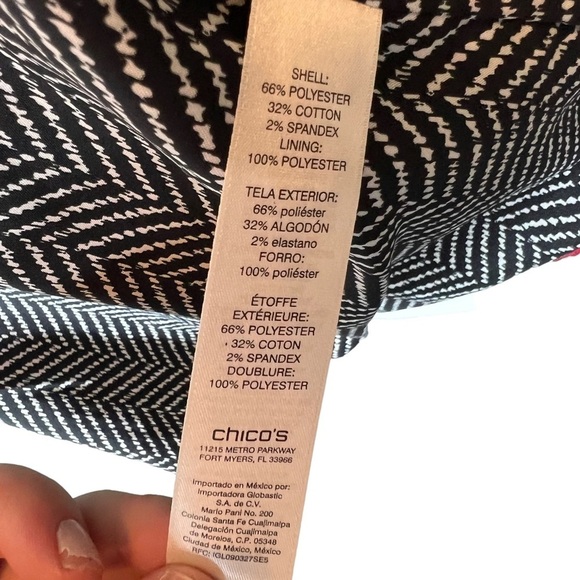 SHELL:
66% POLYESTER
32% COTTON
2% SPANDEX
LINING:
100% POLYESTER
TELA EXTERIOR:
66% poliéster
32% ALGODÓN
2% elastano
FORRO:
100% poliéster
ÉTOFFE
EXTÉRIEURE:
66% POLYESTER
32% COTON
2% SPANDEX
DOUBLURE:
100% POLYESTER
chico's
11215 METRO PARKWAY
FORT MYERS, FL 33966
Importado en México por:
Importadora Globastic
S.A. de C.V.
Mario Pani No. 200
Colonia Santa Fe Cuajimalpa
Delegación Cuajimalpa
de Morelos, C.P. 05348
Ciudad de México, México
RFC: IGL090327SE5